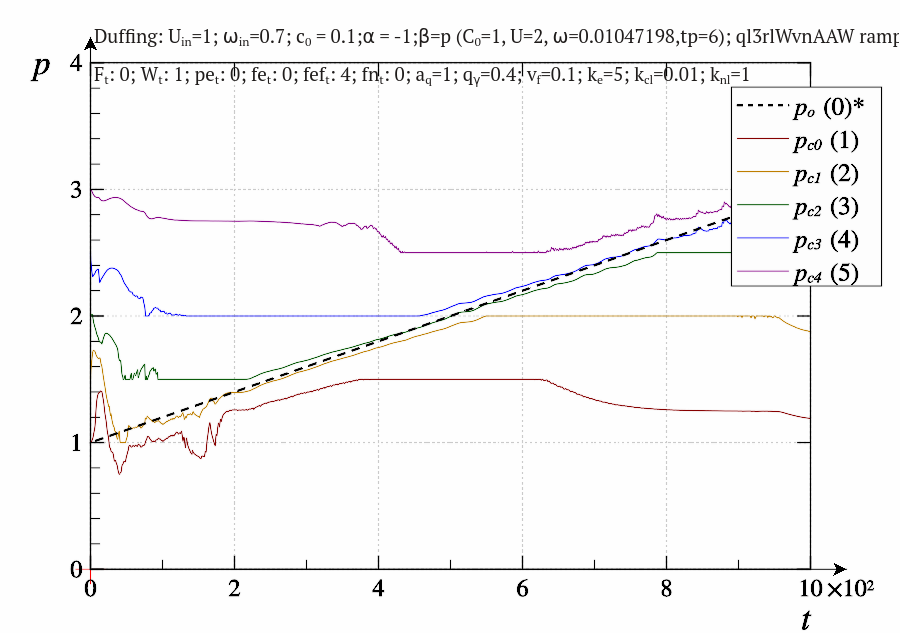 Duffing: Uin=1; ωin=0.7; c0 = 0.1;α = -1;β=p (C0=1, U=2, ω=0.01047198,tp=6); qI3rIWvnAAW ramp
Ft: 0; Wt: 1; pet: 0; fet: 0; feft: 4; fnt: 0; aq=1; qγ=0.4; vf=0.1; ke=5; kcl=0.01; knl=1
p
4
3
2
1
0
po (0)*
pc0 (1)
pc1 (2)
pc2 (3)
pc3 (4)
pc4 (5)
0 2 4 6 8 10 ×10²
t